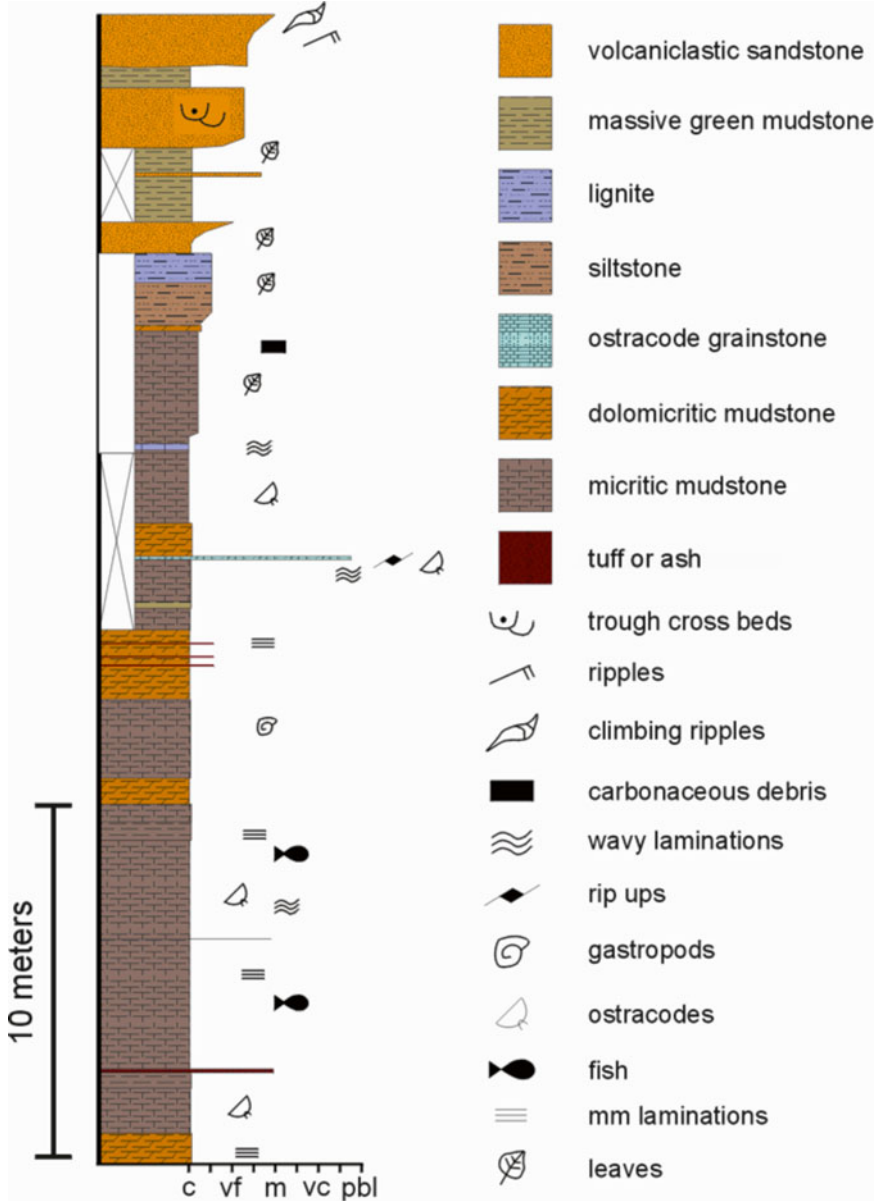 volcaniclastic sandstone
massive green mudstone
lignite
siltstone
ostracode grainstone
dolomicritic mudstone
micritic mudstone
tuff or ash
trough cross beds
ripples
climbing ripples
carbonaceous debris
wavy laminations
rip ups
gastropods
ostracodes
fish
mm laminations
leaves
10 meters
c vf m vc pbl